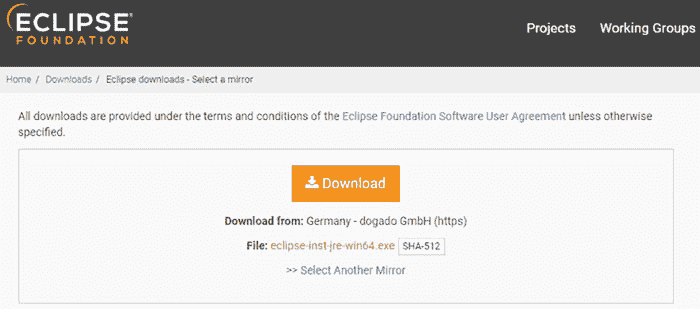 ECLIPSE
FOUNDATION
Projects Working Groups
Home / Downloads / Eclipse downloads - Select a mirror
All downloads are provided under the terms and conditions of the Eclipse Foundation Software User Agreement unless otherwise
specified.
Download
Download from: Germany - dogado GmbH (https)
File: eclipse-inst-jre-win64.exe SHA-512
>> Select Another Mirror